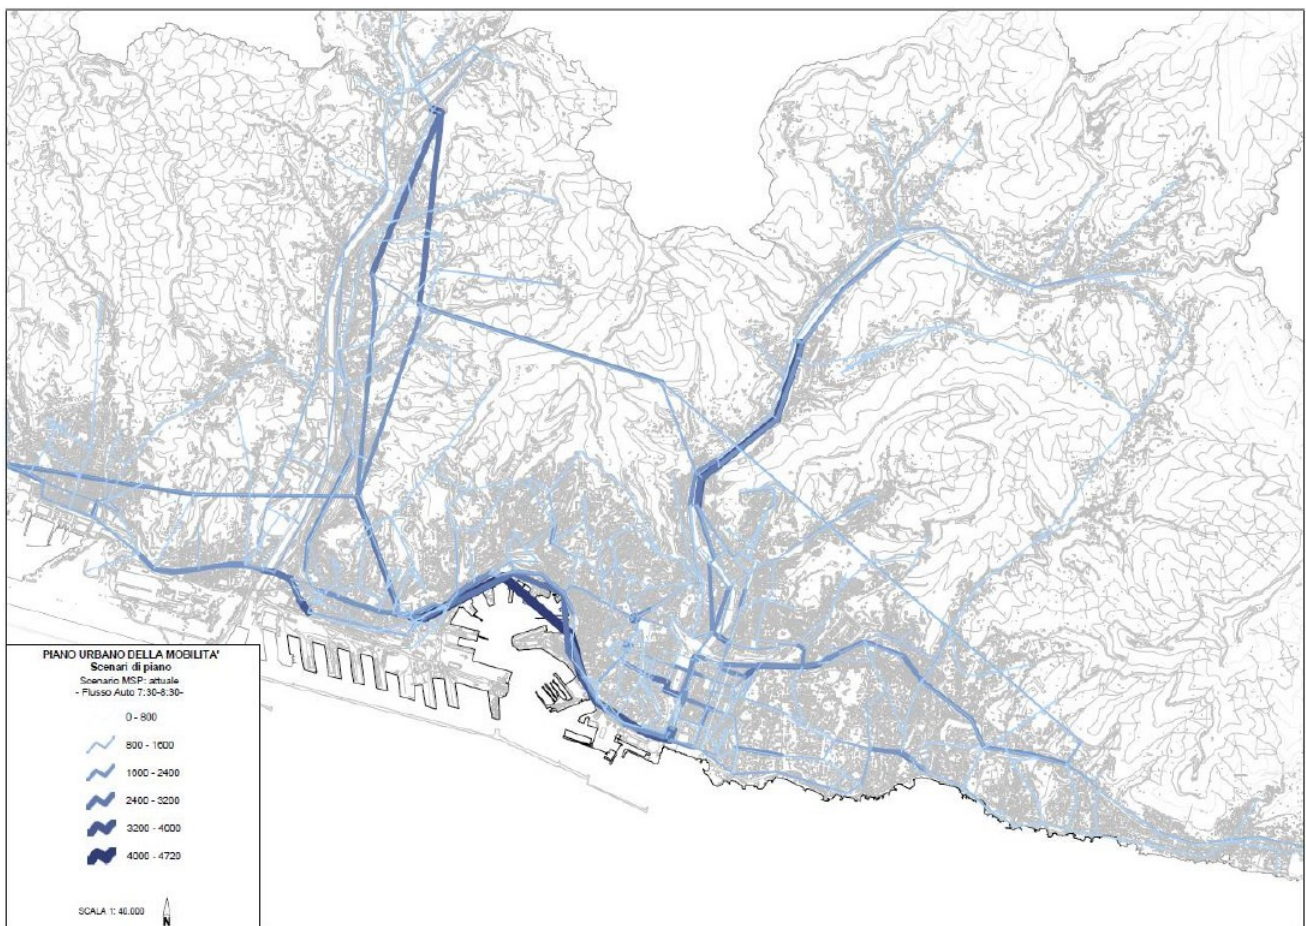 PIANO URBANO DELLA MOBILITA'
Scenari di piano
Scenario MSP: attuale
- Flusso Auto 7:30-8:30-
0 - 800
800 - 1600
1600 - 2400
2400 - 3200
3200 - 4000
4000 - 4720
SCALA 1: 40.000
N